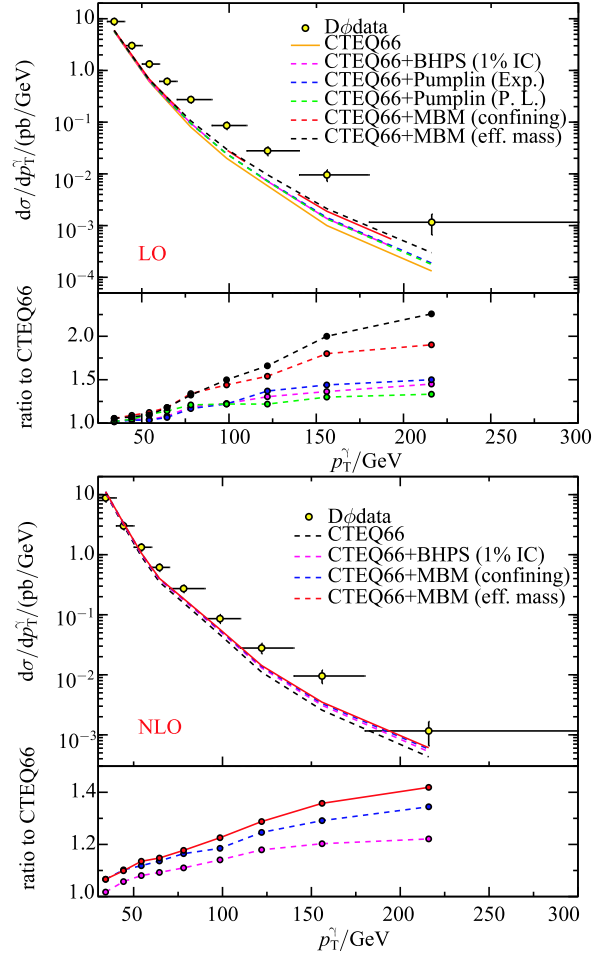 10
1.0
10⁻¹
10⁻²
10⁻³
10⁻⁴
dσ/dp_T^γ/(pb/GeV)
Dϕdata
CTEQ66
CTEQ66+BHPS (1% IC)
CTEQ66+Pumplin (Exp.)
CTEQ66+Pumplin (P. L.)
CTEQ66+MBM (confining)
CTEQ66+MBM (eff. mass)
LO
ratio to CTEQ66
2.0
1.5
1.0
50 100 150 200 250 300
p_T^γ/GeV
10
1.0
10⁻¹
10⁻²
10⁻³
dσ/dp_T^γ/(pb/GeV)
Dϕdata
CTEQ66
CTEQ66+BHPS (1% IC)
CTEQ66+MBM (confining)
CTEQ66+MBM (eff. mass)
NLO
ratio to CTEQ66
1.4
1.2
1.0
50 100 150 200 250 300
p_T^γ/GeV